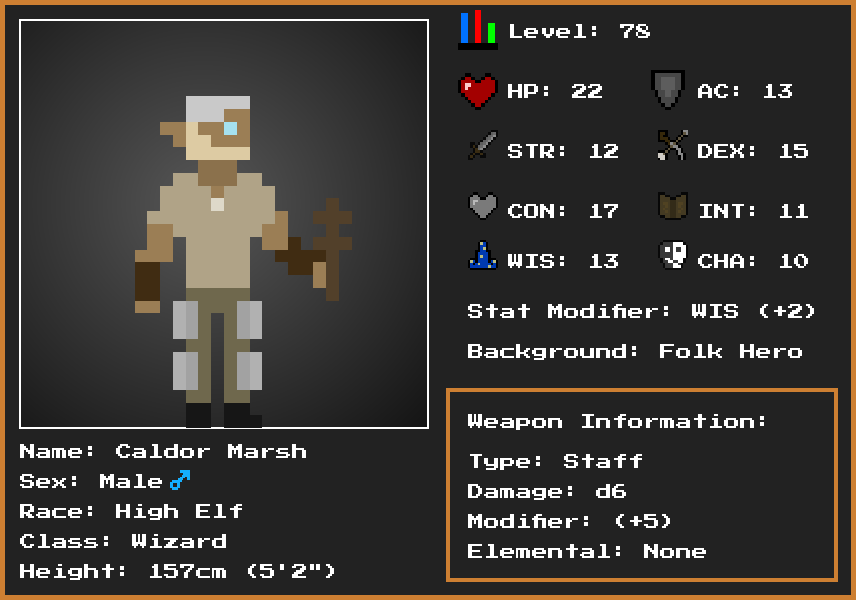 Level: 78
HP: 22 AC: 13
STR: 12 DEX: 15
CON: 17 INT: 11
WIS: 13 CHA: 10
Stat Modifier: WIS (+2)
Background: Folk Hero
Weapon Information:
Type: Staff
Damage: d6
Modifier: (+5)
Elemental: None
Name: Caldor Marsh
Sex: Male♂
Race: High Elf
Class: Wizard
Height: 157cm (5'2")